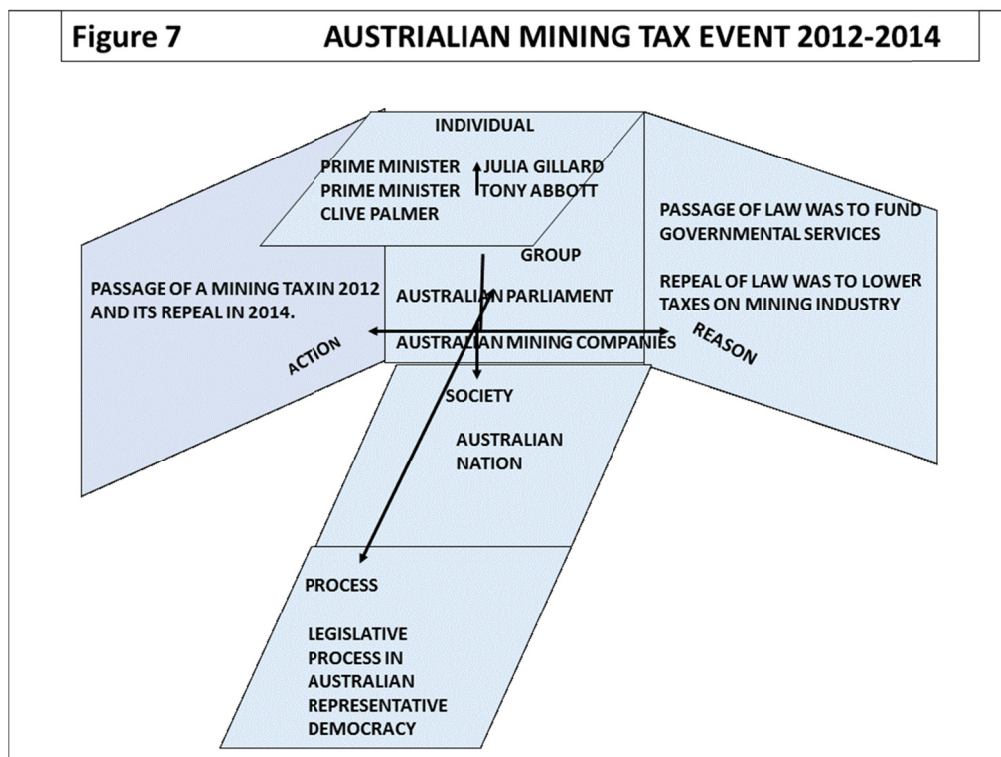 Figure 7 AUSTRIALIAN MINING TAX EVENT 2012-2014
INDIVIDUAL
PRIME MINISTER JULIA GILLARD
PRIME MINISTER TONY ABBOTT
CLIVE PALMER
PASSAGE OF LAW WAS TO FUND
GOVERNMENTAL SERVICES
REPEAL OF LAW WAS TO LOWER
TAXES ON MINING INDUSTRY
GROUP
AUSTRALIAN PARLIAMENT
AUSTRALIAN MINING COMPANIES
PASSAGE OF A MINING TAXIN 2012
AND ITS REPEAL IN 2014.
ACTION
REASON
SOCIETY
AUSTRALIAN
NATION
PROCESS
LEGISLATIVE
PROCESS IN
AUSTRALIAN
REPRESENTATIVE
DEMOCRACY